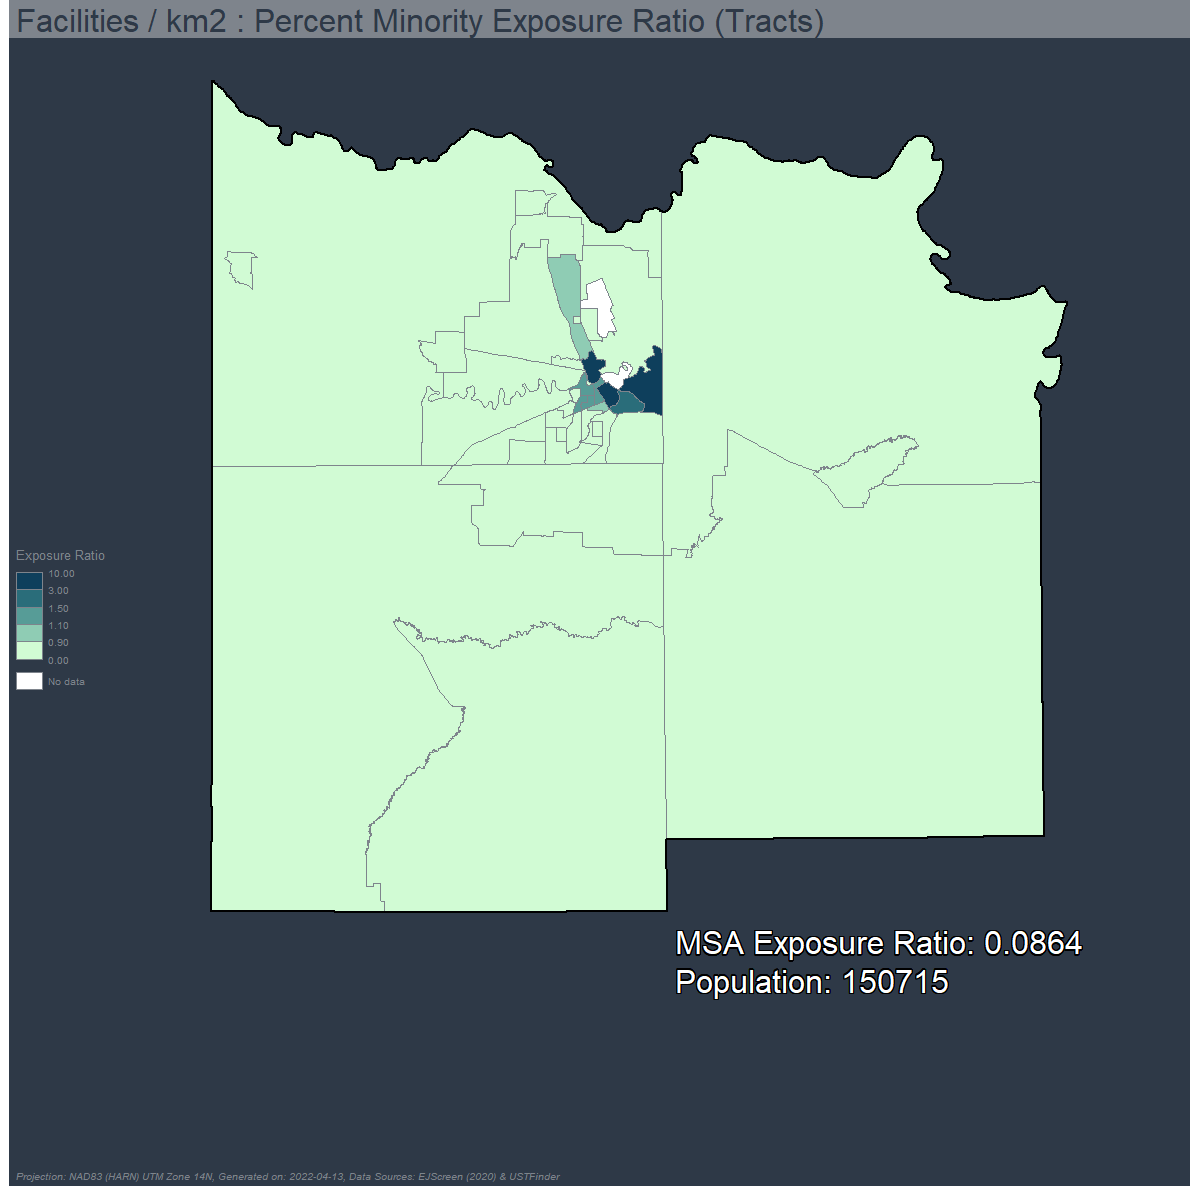 Facilities / km2 : Percent Minority Exposure Ratio (Tracts)
Exposure Ratio
10.00
3.00
1.50
1.10
0.90
0.00
No data
MSA Exposure Ratio: 0.0864
Population: 150715
Projection: NAD83 (HARN) UTM Zone 14N, Generated on: 2022-04-13, Data Sources: EJScreen (2020) & USTFinder